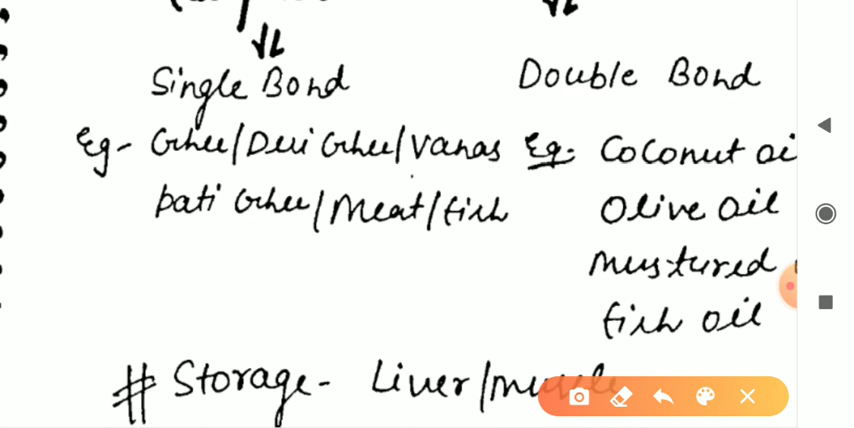 Single Bond
Double Bond
Eg- Ghee/Desi Ghee/Vanas
pati Ghee/Meat/fish
Eg:- Coconut oi
Olive oil
Mustured
fish oil
# Storage - Liver/muscle